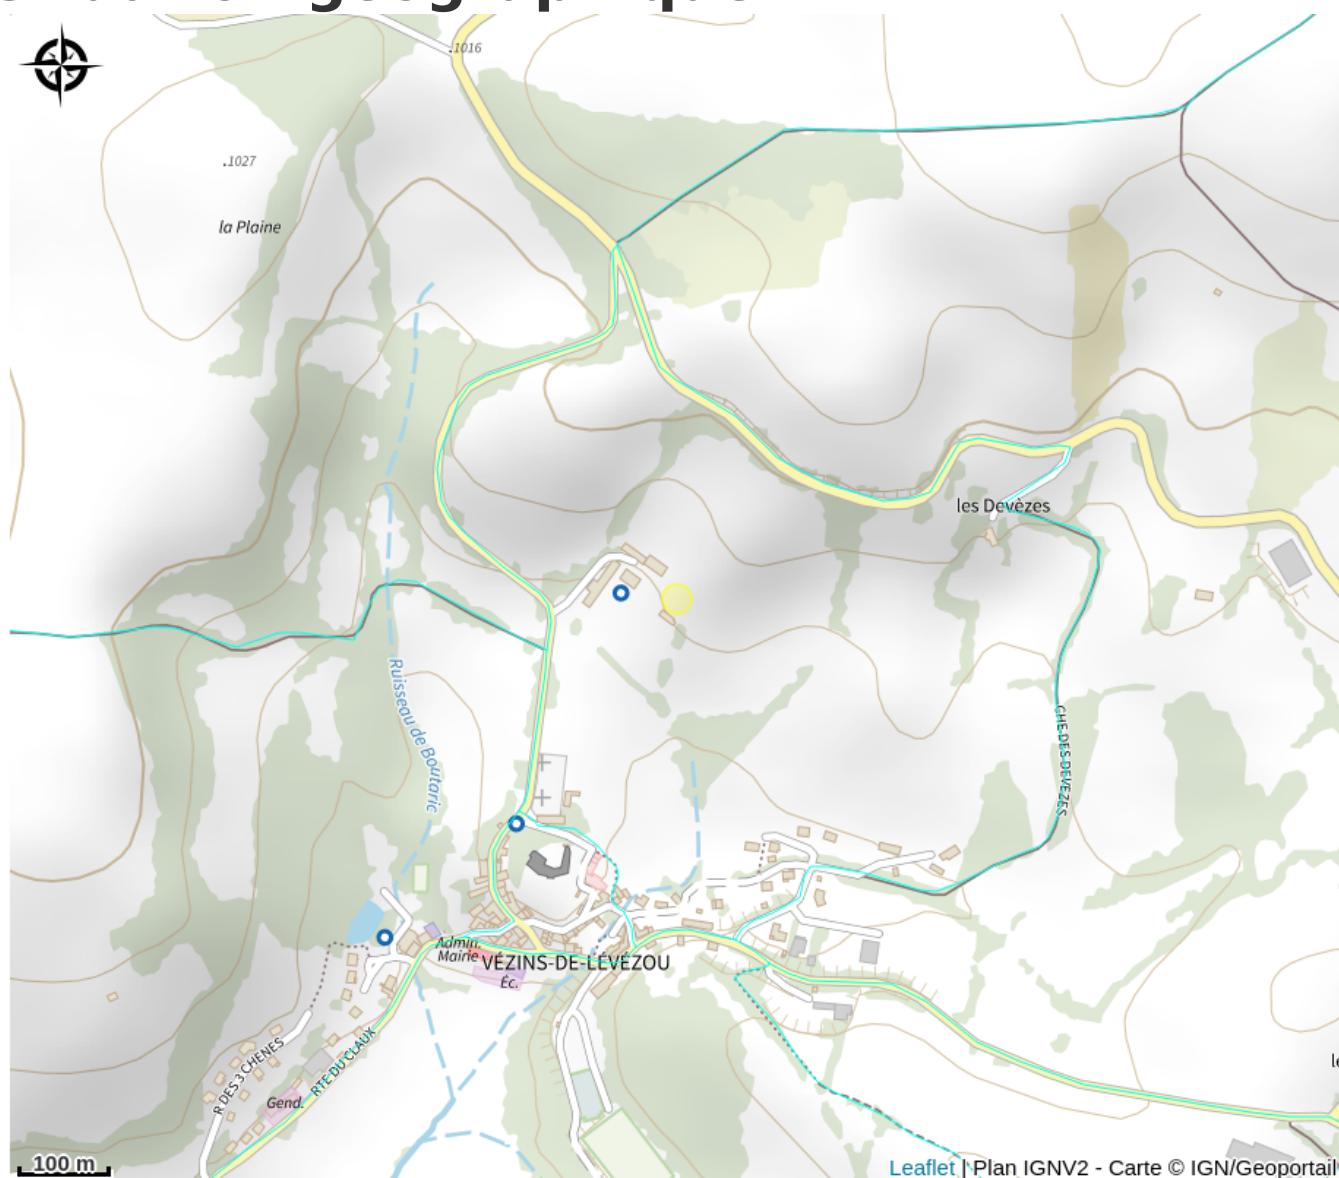 .1016
.1027
la Plaine
les Devèzes
Ruisseau de Boutaric
CHE DES DEVEZES
Admin.
Mairie
VÉZINS-DE-LÉVÉZOU
Éc.
R DES 3 CHENES
RTE DU CLAUX
Gend.
100 m
Leaflet | Plan IGNV2 - Carte © IGN/Geoportail